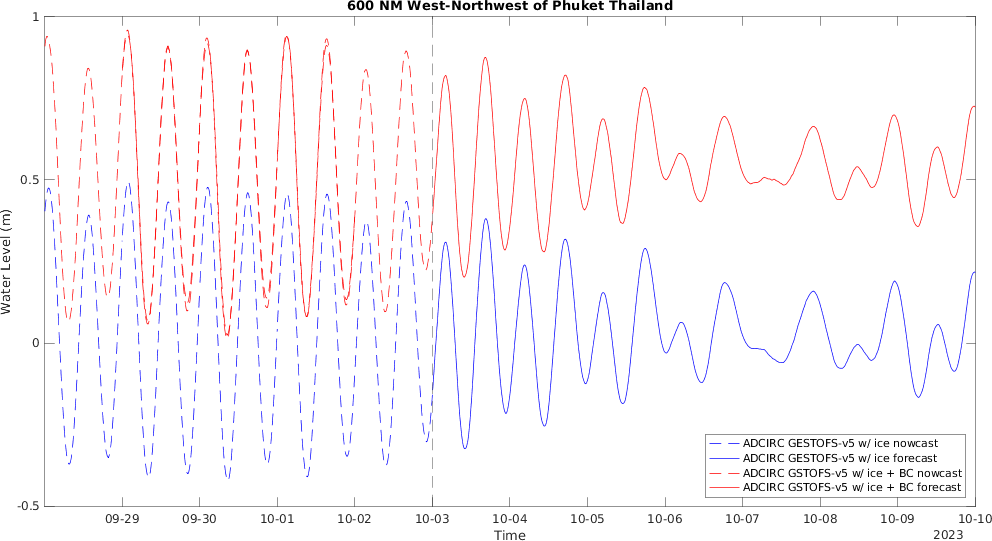 600 NM West-Northwest of Phuket Thailand
1
0.5
0
-0.5
Water Level (m)
ADCIRC GESTOFS-v5 w/ ice nowcast
ADCIRC GESTOFS-v5 w/ ice forecast
ADCIRC GSTOFS-v5 w/ ice + BC nowcast
ADCIRC GSTOFS-v5 w/ ice + BC forecast
09-29 09-30 10-01 10-02 10-03 10-04 10-05 10-06 10-07 10-08 10-09 10-10
Time
2023